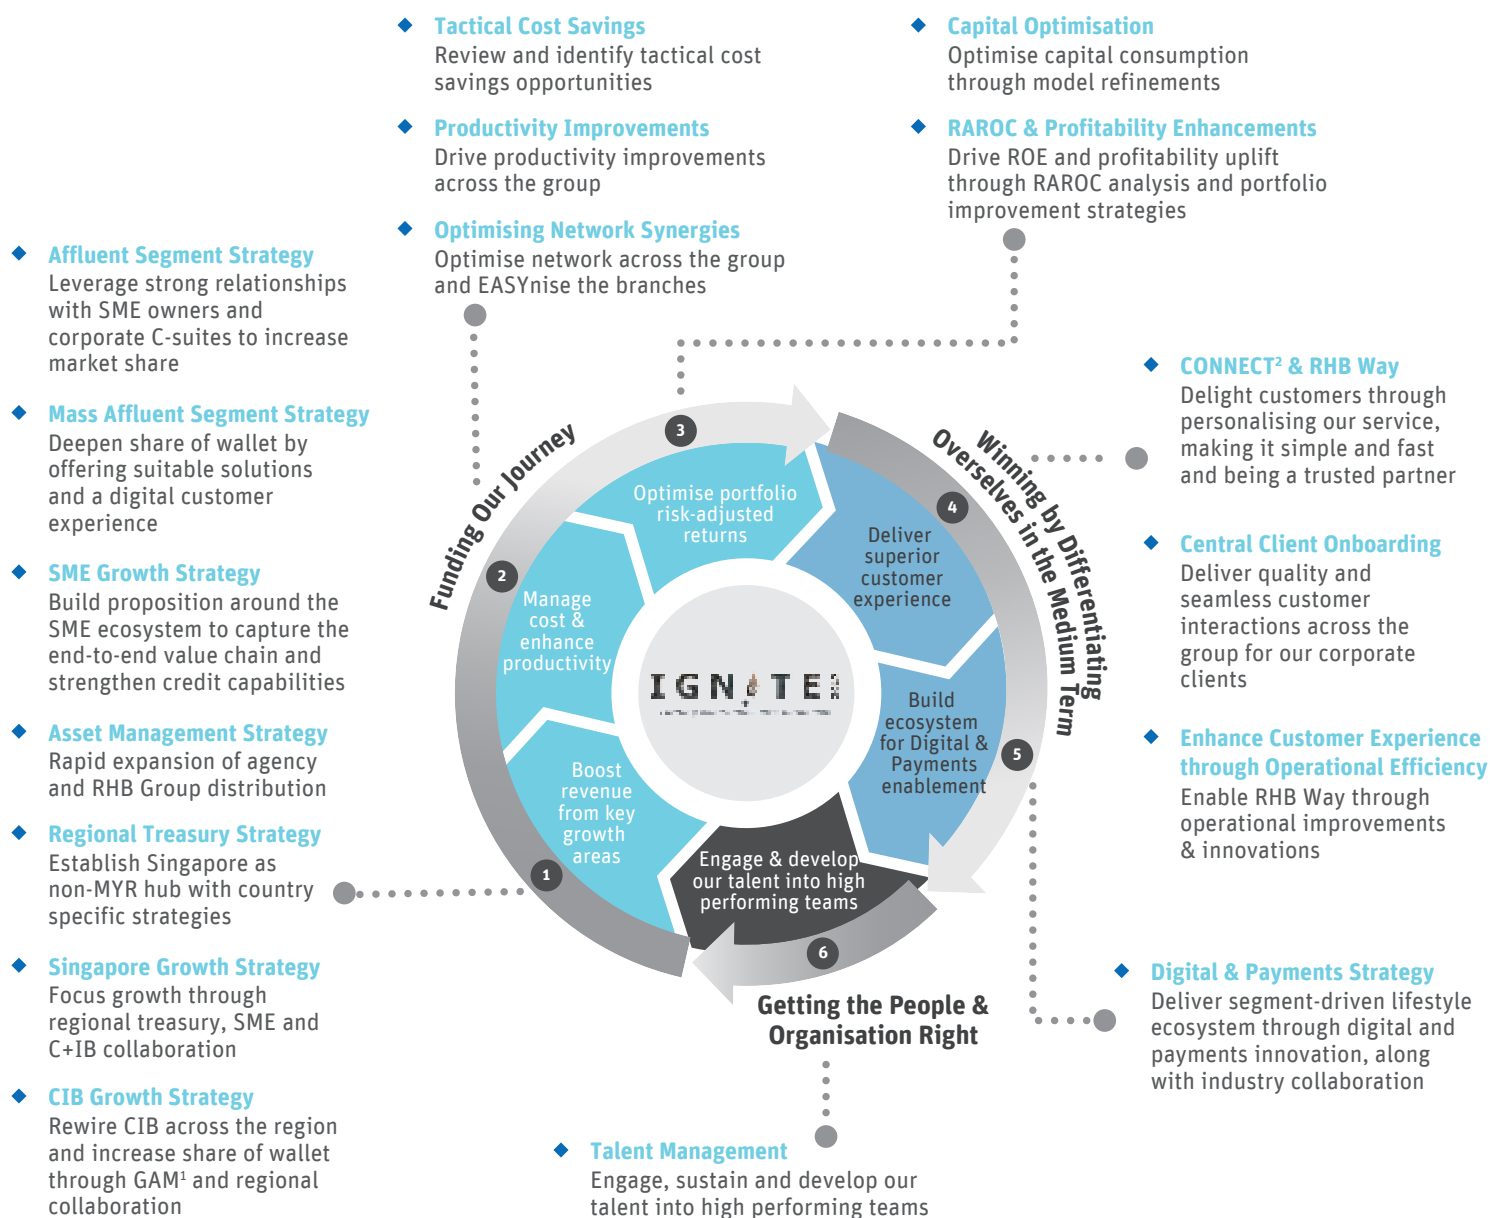 Tactical Cost Savings
Review and identify tactical cost
savings opportunities
Productivity Improvements
Drive productivity improvements
across the group
Optimising Network Synergies
Optimise network across the group
and EASYnise the branches
Capital Optimisation
Optimise capital consumption
through model refinements
RAROC & Profitability Enhancements
Drive ROE and profitability uplift
through RAROC analysis and portfolio
improvement strategies
Affluent Segment Strategy
Leverage strong relationships
with SME owners and
corporate C-suites to increase
market share
Mass Affluent Segment Strategy
Deepen share of wallet by
offering suitable solutions
and a digital customer
experience
SME Growth Strategy
Build proposition around the
SME ecosystem to capture the
end-to-end value chain and
strengthen credit capabilities
Asset Management Strategy
Rapid expansion of agency
and RHB Group distribution
Regional Treasury Strategy
Establish Singapore as
non-MYR hub with country
specific strategies
Singapore Growth Strategy
Focus growth through
regional treasury, SME and
C+IB collaboration
CIB Growth Strategy
Rewire CIB across the region
and increase share of wallet
through GAM¹ and regional
collaboration
Funding Our Journey
1
Boost
revenue
from key
growth
areas
2
Manage
cost &
enhance
productivity
3
Optimise portfolio
risk-adjusted
returns
Winning by Differentiating
Overselves in the Medium Term
4
Deliver
superior
customer
experience
5
Build
ecosystem
for Digital &
Payments
enablement
6
Engage & develop
our talent into high
performing teams
Getting the People &
Organisation Right
IGNITE
CONNECT² & RHB Way
Delight customers through
personalising our service,
making it simple and fast
and being a trusted partner
Central Client Onboarding
Deliver quality and
seamless customer
interactions across the
group for our corporate
clients
Enhance Customer Experience
through Operational Efficiency
Enable RHB Way through
operational improvements
& innovations
Digital & Payments Strategy
Deliver segment-driven lifestyle
ecosystem through digital and
payments innovation, along
with industry collaboration
Talent Management
Engage, sustain and develop our
talent into high performing teams